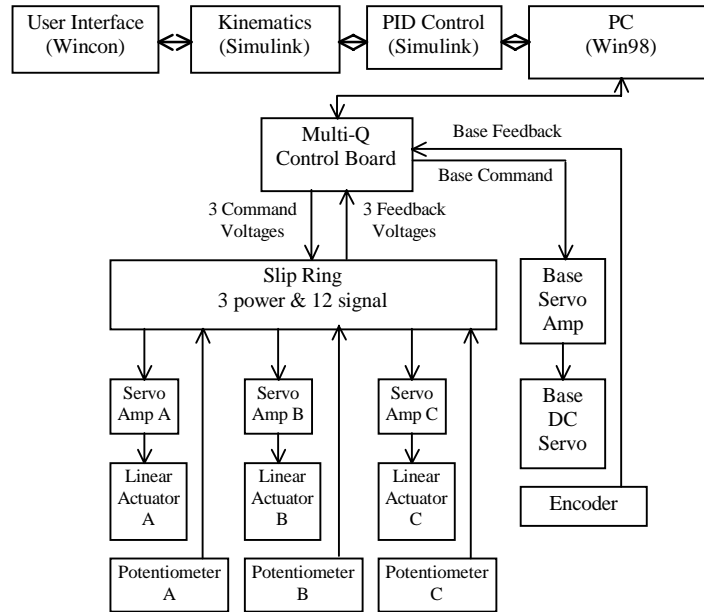 User Interface
(Wincon)
Kinematics
(Simulink)
PID Control
(Simulink)
PC
(Win98)
Multi-Q
Control Board
Base Feedback
Base Command
3 Command
Voltages
3 Feedback
Voltages
Slip Ring
3 power & 12 signal
Base
Servo
Amp
Servo
Amp A
Servo
Amp B
Servo
Amp C
Base
DC
Servo
Linear
Actuator
A
Linear
Actuator
B
Linear
Actuator
C
Encoder
Potentiometer
A
Potentiometer
B
Potentiometer
C